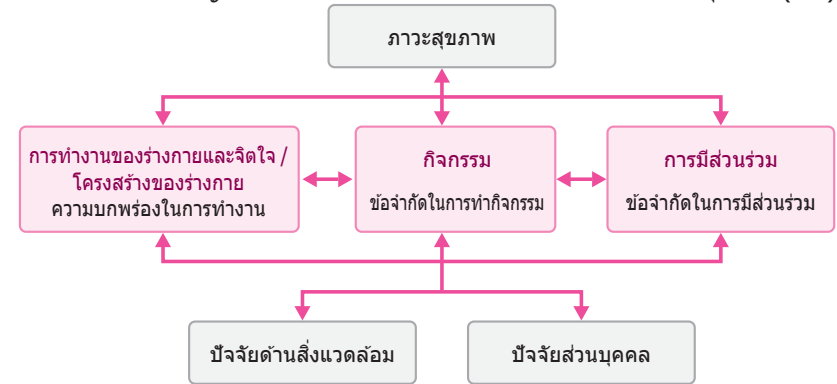 ภาวะสุขภาพ
การทำงานของร่างกายและจิตใจ /
โครงสร้างของร่างกาย
ความบกพร่องในการทำงาน
กิจกรรม
ข้อจำกัดในการทำกิจกรรม
การมีส่วนร่วม
ข้อจำกัดในการมีส่วนร่วม
ปัจจัยด้านสิ่งแวดล้อม
ปัจจัยส่วนบุคคล